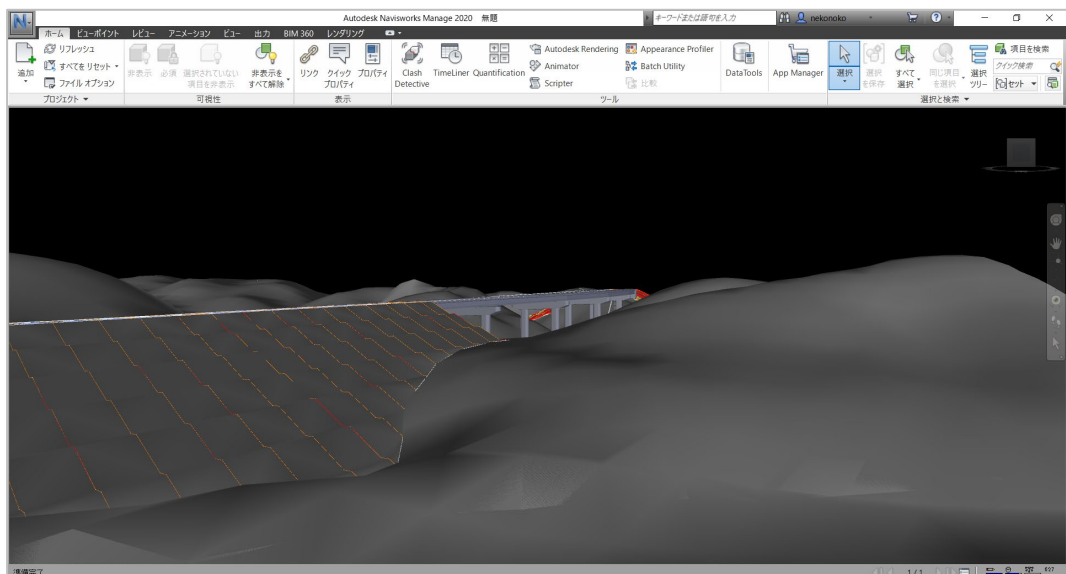 N-
Autodesk Navisworks Manage 2020 無題
キーワードまたは語句を入力
nekonoko
ホーム ビューポイント レビュー アニメーション ビュー 出力 BIM 360 レンダリング
追加
リフレッシュ
すべてを リセット
ファイル オプション
プロジェクト
非表示
必須
選択されていない
項目を非表示
非表示を
すべて解除
可視性
リンク
クイック
プロパティ
プロパティ
表示
Clash
Detective
TimeLiner
Quantification
Autodesk Rendering
Animator
Scripter
Appearance Profiler
Batch Utility
比較
DataTools
App Manager
ツール
選択
選択
を保存
すべて
選択
同じ項目
を選択
選択
ツリー
項目を検索
クイック検索
セット
選択と検索
準備完了
1 / 1